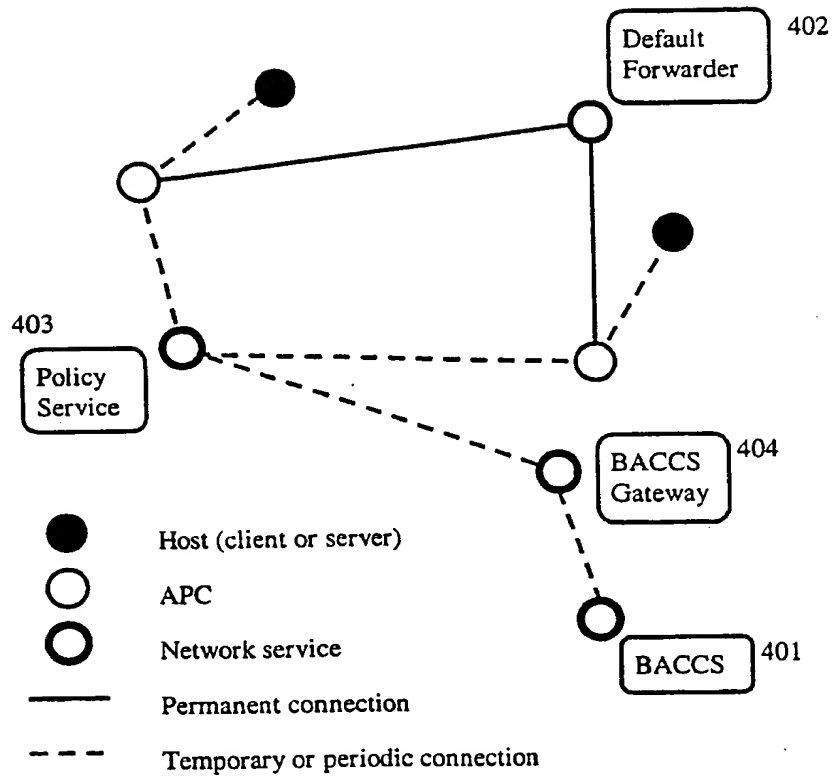 402
Default
Forwarder
403
Policy
Service
404
BACCS
Gateway
401
BACCS
Host (client or server)
APC
Network service
Permanent connection
Temporary or periodic connection